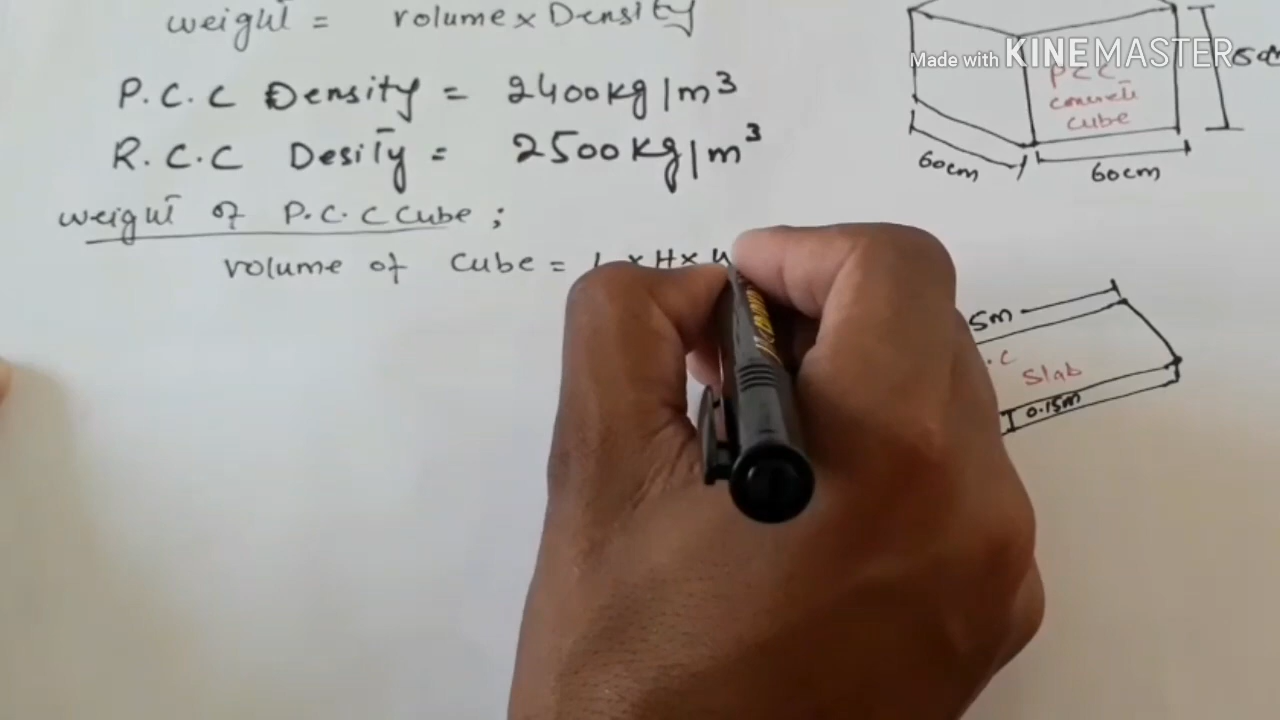 weight = volume x Density
Made with KINEMASTER
P.C.C Density = 2400kg/m³
R.C.C Desity = 2500kg/m³
P.C.C
concrete
cube
60cm
60cm
weight of P.C.C Cube ;
volume of Cube = L x H x
5m
slab
0.15m